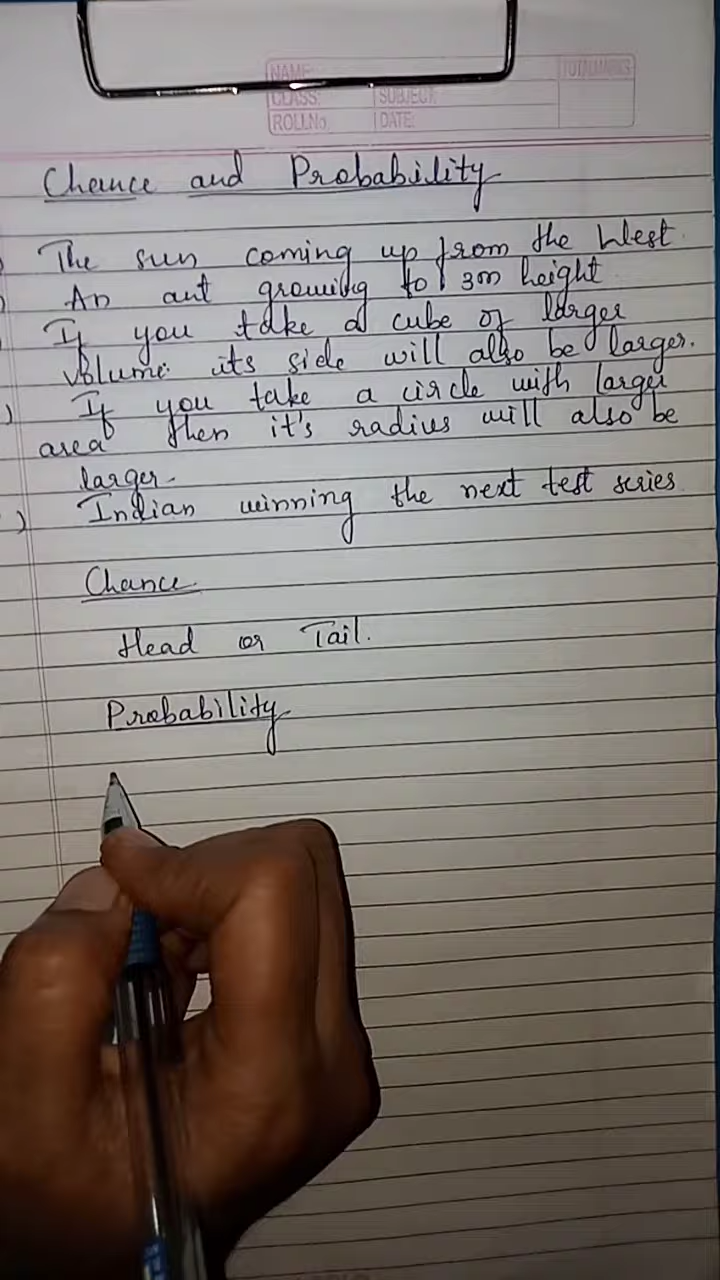 NAME: TOTAL MARKS
CLASS: SUBJECT:
ROLL.No. DATE:
Chance and Probability
The sun coming up from the West.
An ant growing to 3m height.
) If you take a cube of larger
volume its side will also be larger.
) If you take a circle with larger
area then it's radius will also be
larger.
) Indian winning the next test series
Chance.
Head or Tail.
Probability